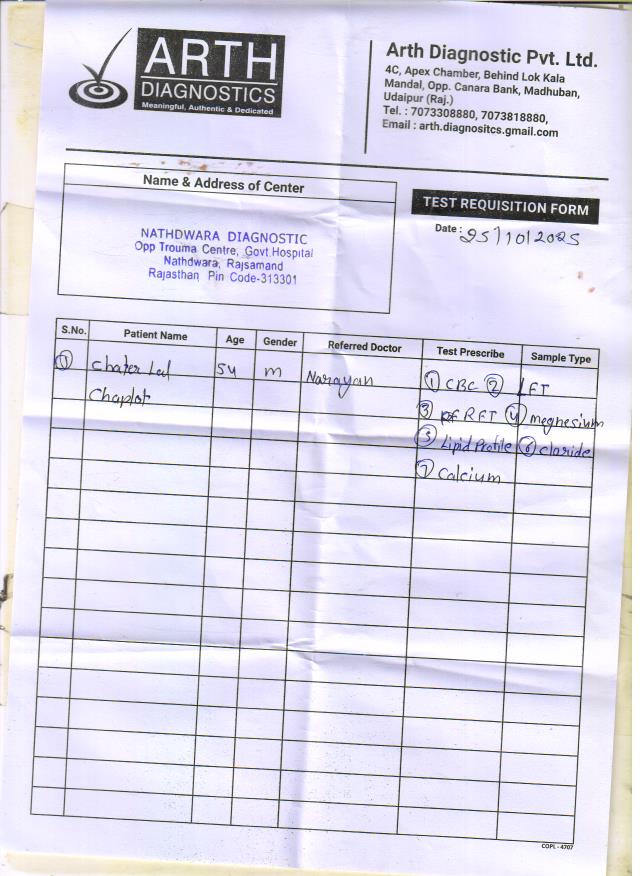 ARTH
DIAGNOSTICS
Meaningful, Authentic & Dedicated
Arth Diagnostic Pvt. Ltd.
4C, Apex Chamber, Behind Lok Kala
Mandal, Opp. Canara Bank, Madhuban,
Udaipur (Raj.)
Tel. : 7073308880, 7073818880,
Email : arth.diagnositcs.gmail.com
Name & Address of Center
NATHDWARA DIAGNOSTIC
Opp Trouma Centre, Govt.Hospital
Nathdwara, Rajsamand
Rajasthan Pin Code-313301
TEST REQUISITION FORM
Date : 25/10/2025
S.No. Patient Name Age Gender Referred Doctor Test Prescribe Sample Type
1 Chater Lal 54 m Narayan 1 CBC 2 LFT
Chaplot 3 RFT 4 megnesium
5 Lipid Profile 6 claride
7 Calcium
COPL - 4707